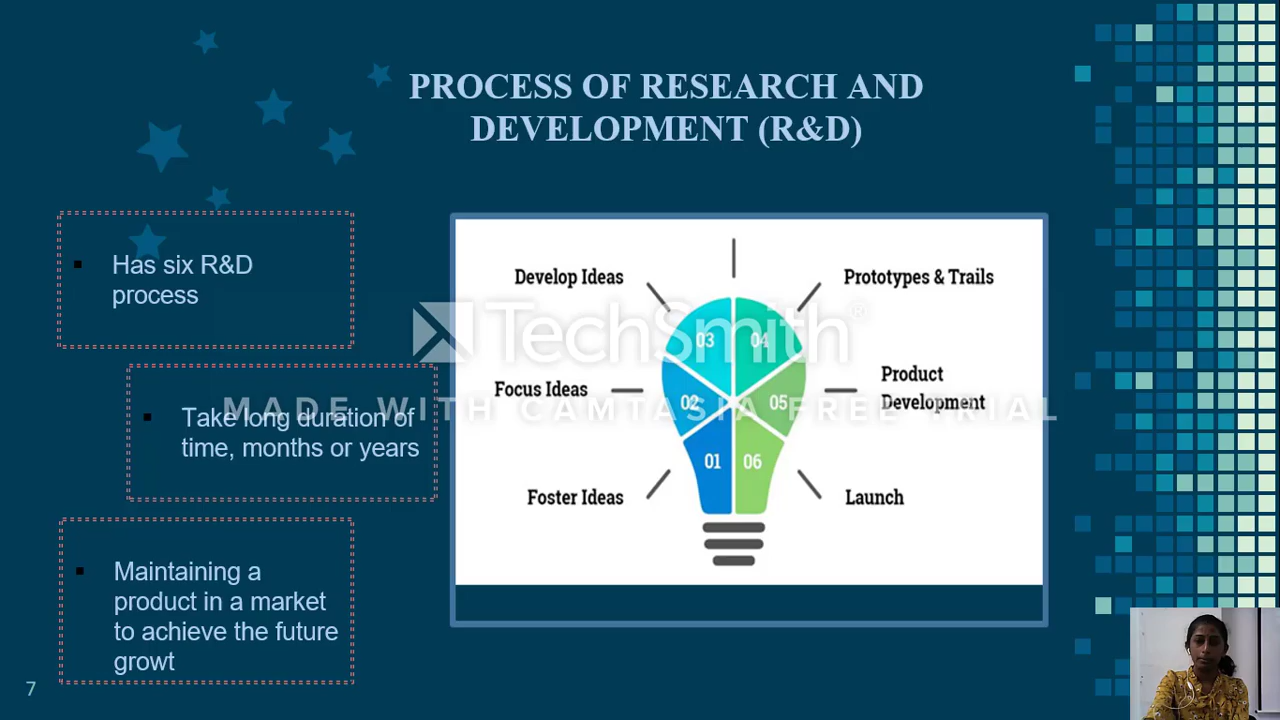 PROCESS OF RESEARCH AND
DEVELOPMENT (R&D)
Has six R&D
process
Take long duration of
time, months or years
Maintaining a
product in a market
to achieve the future
growt
Develop Ideas
Prototypes & Trails
03
04
Focus Ideas
Product
Development
02
05
01
06
Foster Ideas
Launch
TechSmith®
MADE WITH CAMTASIA FREE TRIAL
7